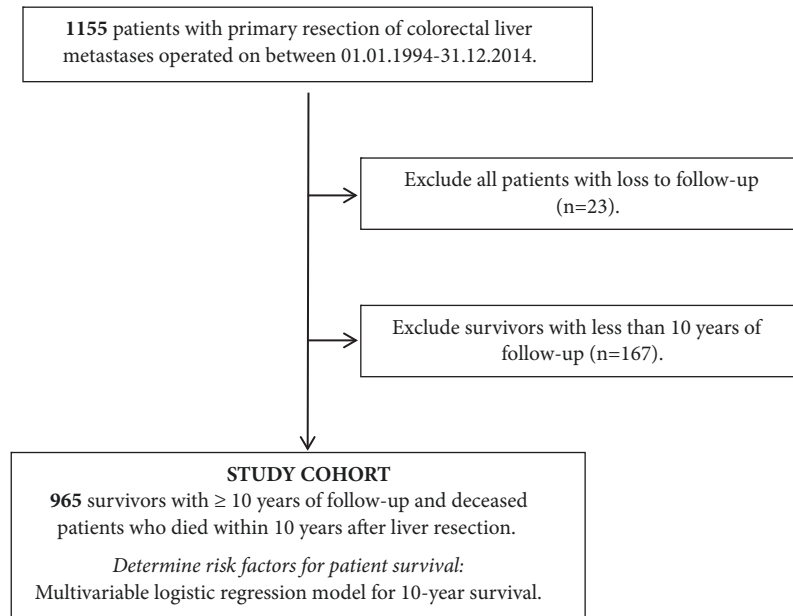 1155 patients with primary resection of colorectal liver
metastases operated on between 01.01.1994-31.12.2014.
Exclude all patients with loss to follow-up
(n=23).
Exclude survivors with less than 10 years of
follow-up (n=167).
STUDY COHORT
965 survivors with ≥ 10 years of follow-up and deceased
patients who died within 10 years after liver resection.
Determine risk factors for patient survival:
Multivariable logistic regression model for 10-year survival.